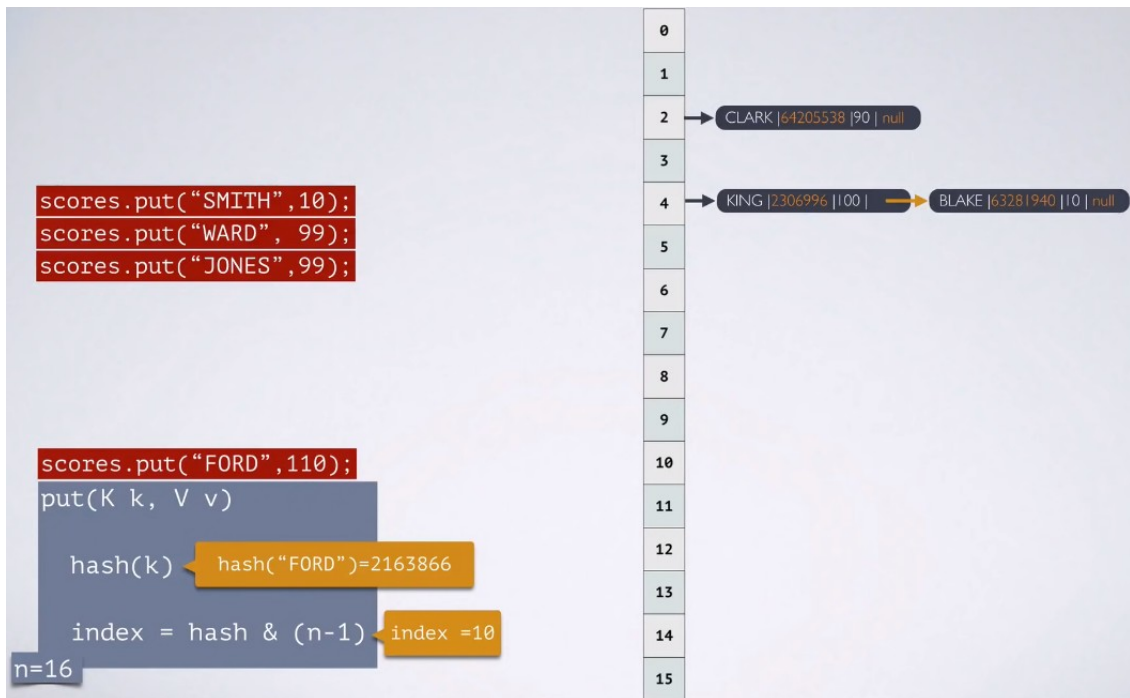 0
1
2
CLARK |64205538 |90 | null
3
scores.put(“SMITH”,10);
4
KING |2306996 |100 |
BLAKE |63281940 |10 | null
scores.put(“WARD”, 99);
5
scores.put(“JONES”,99);
6
7
8
9
scores.put(“FORD”,110);
10
put(K k, V v)
11
12
hash(k)
hash(“FORD”)=2163866
13
index = hash & (n-1)
index =10
14
n=16
15